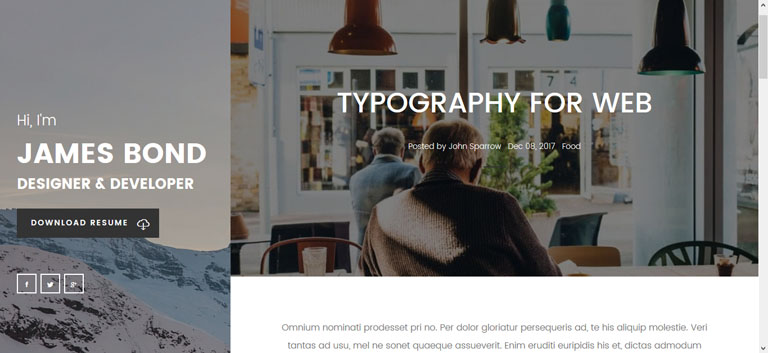 Hi, I'm
JAMES BOND
DESIGNER & DEVELOPER
DOWNLOAD RESUME
f
g+
TYPOGRAPHY FOR WEB
Posted by John Sparrow Dec 08, 2017 Food
Omnium nominati prodesset pri no. Per dolor gloriatur persequeris ad, te his aliquip molestie. Veri
tantas ad usu, mel ne sonet quaeque assueverit. Enim eruditi euripidis his et, dictas admodum